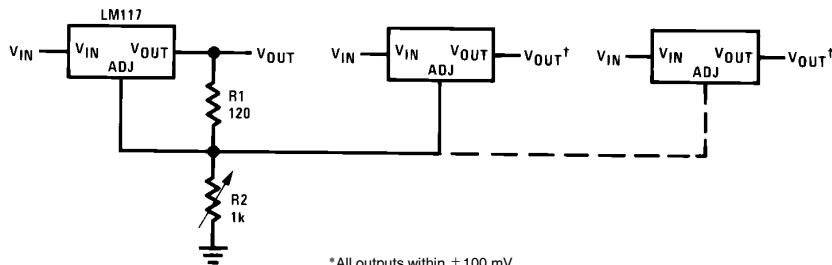 LM117
VIN VIN VOUT VOUT
ADJ
VIN VIN VOUT VOUT†
ADJ
VIN VIN VOUT VOUT†
ADJ
R1
120
R2
1k
*All outputs within ±100 mV